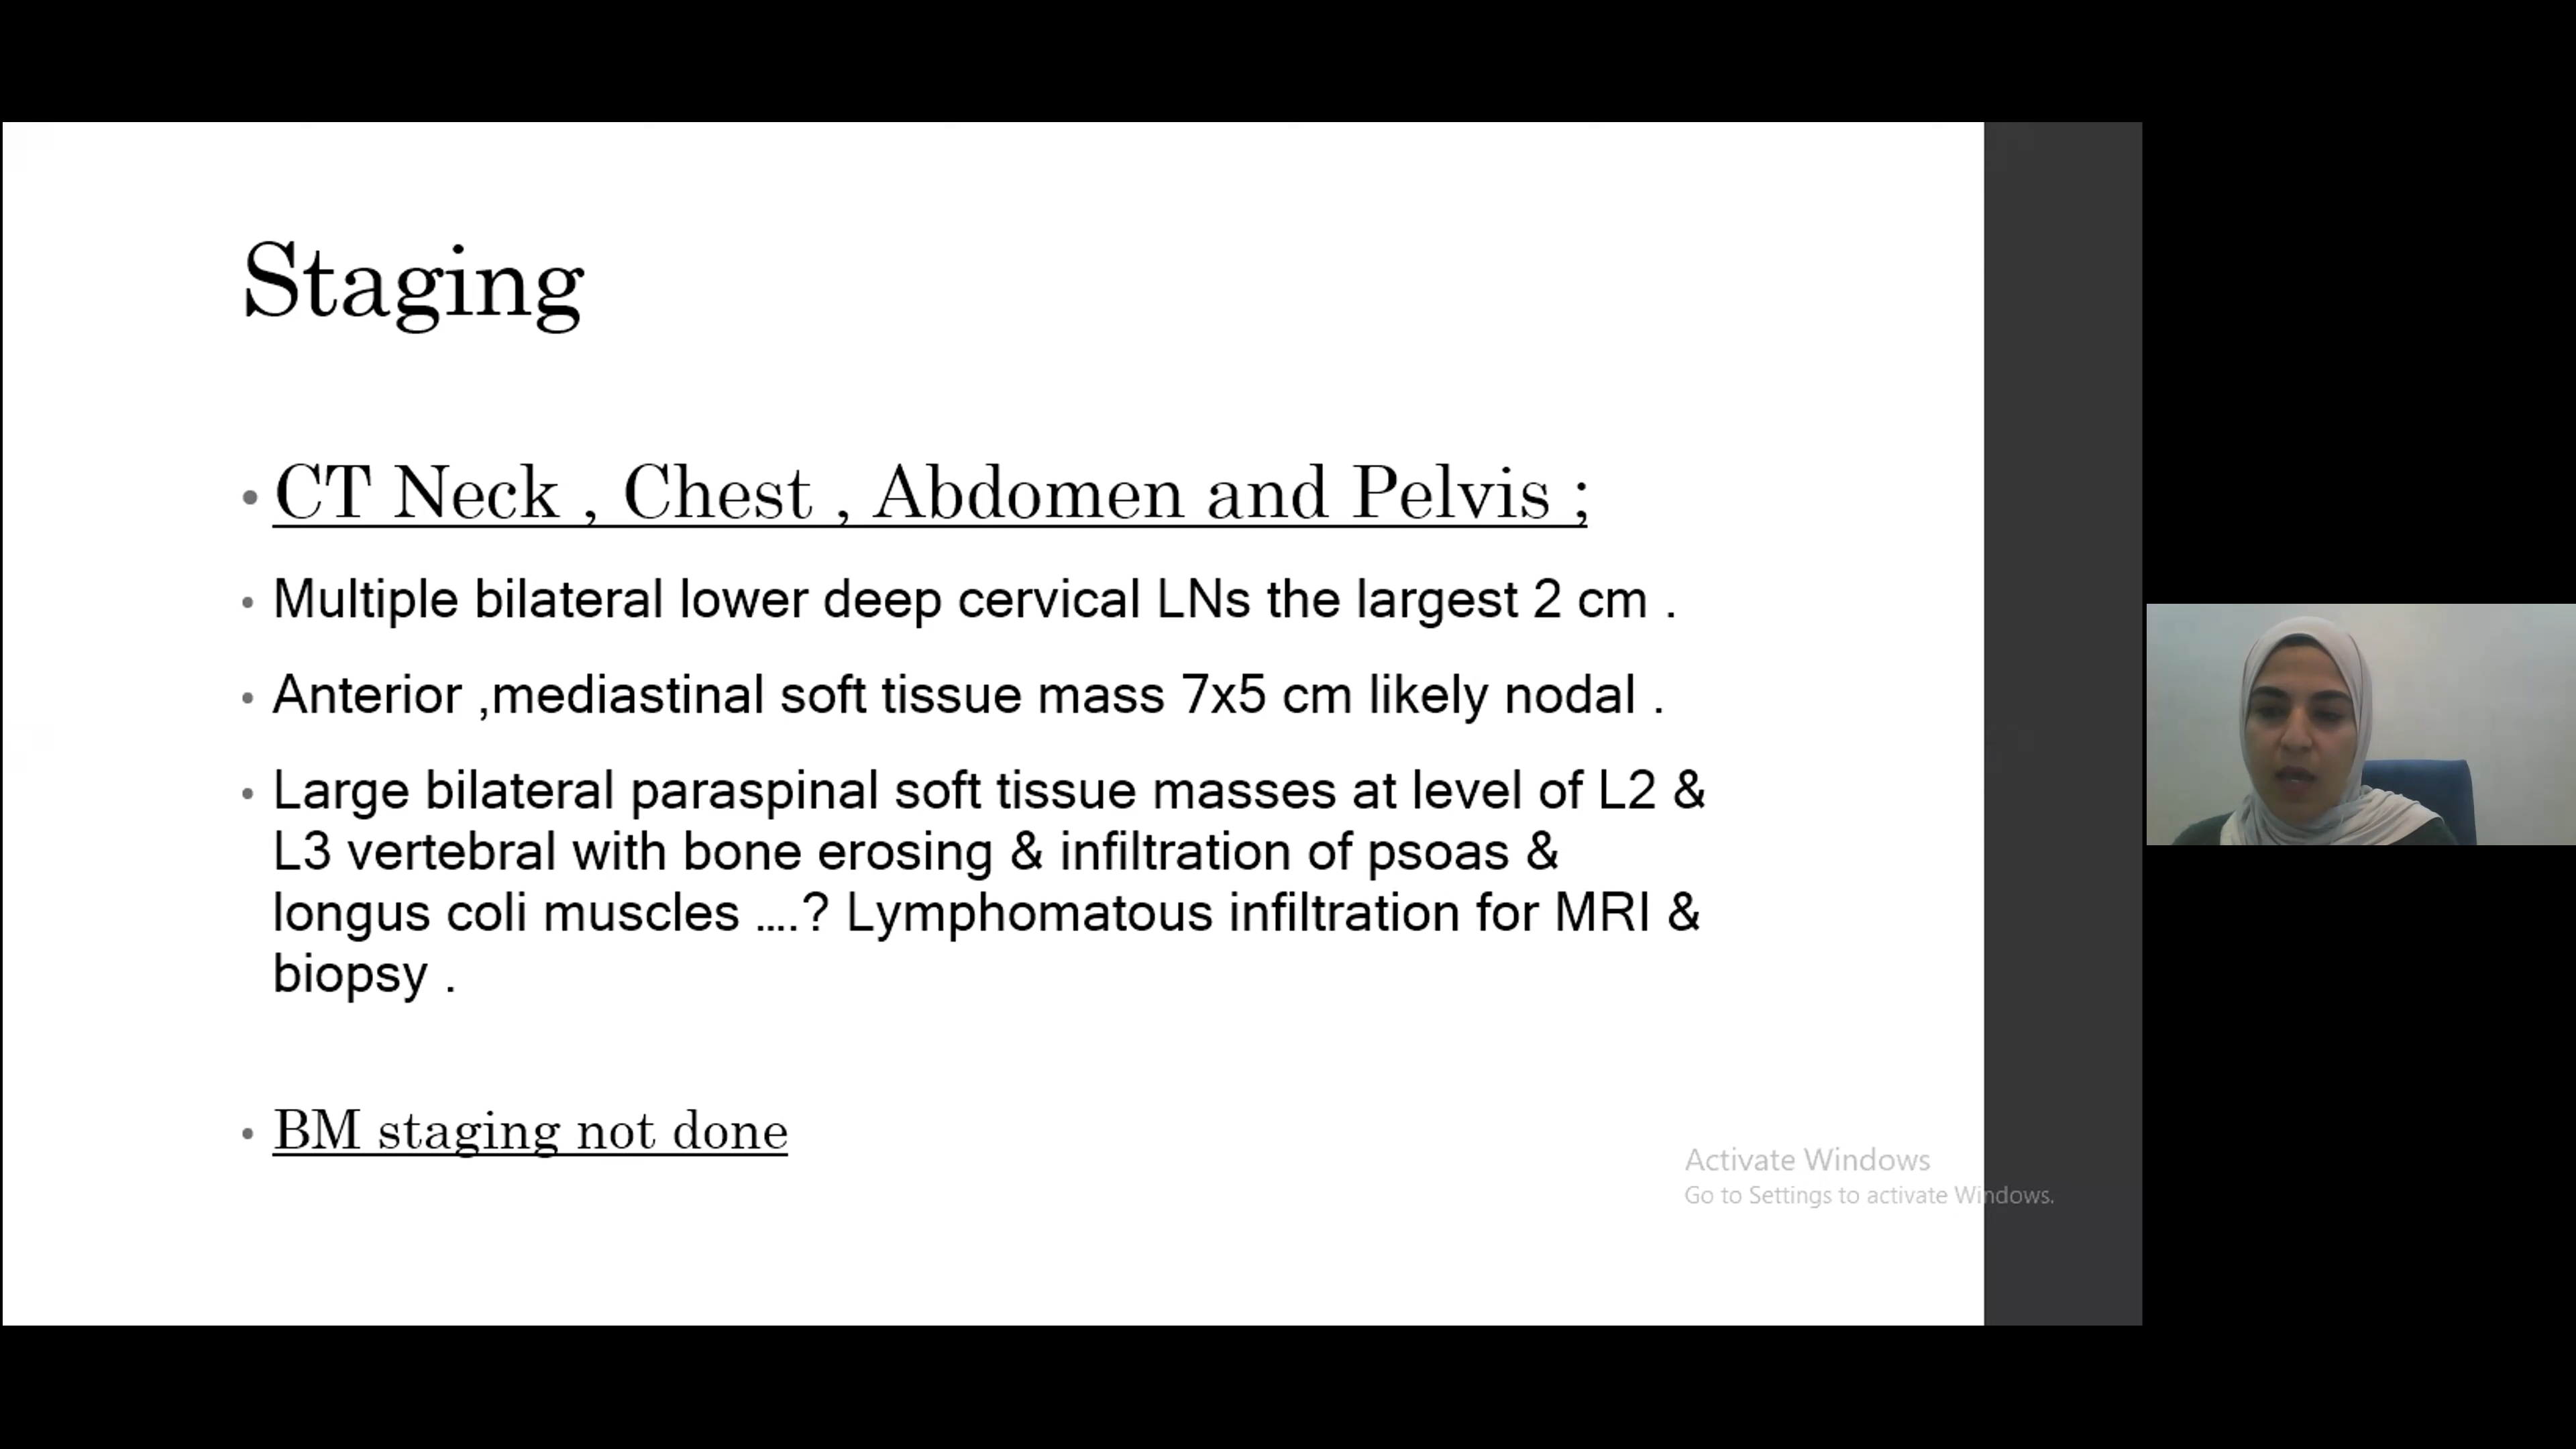 Staging
• CT Neck , Chest , Abdomen and Pelvis ;
• Multiple bilateral lower deep cervical LNs the largest 2 cm .
• Anterior ,mediastinal soft tissue mass 7x5 cm likely nodal .
• Large bilateral paraspinal soft tissue masses at level of L2 &
L3 vertebral with bone erosing & infiltration of psoas &
longus coli muscles ....? Lymphomatous infiltration for MRI &
biopsy .
• BM staging not done
Activate Windows
Go to Settings to activate Windows.